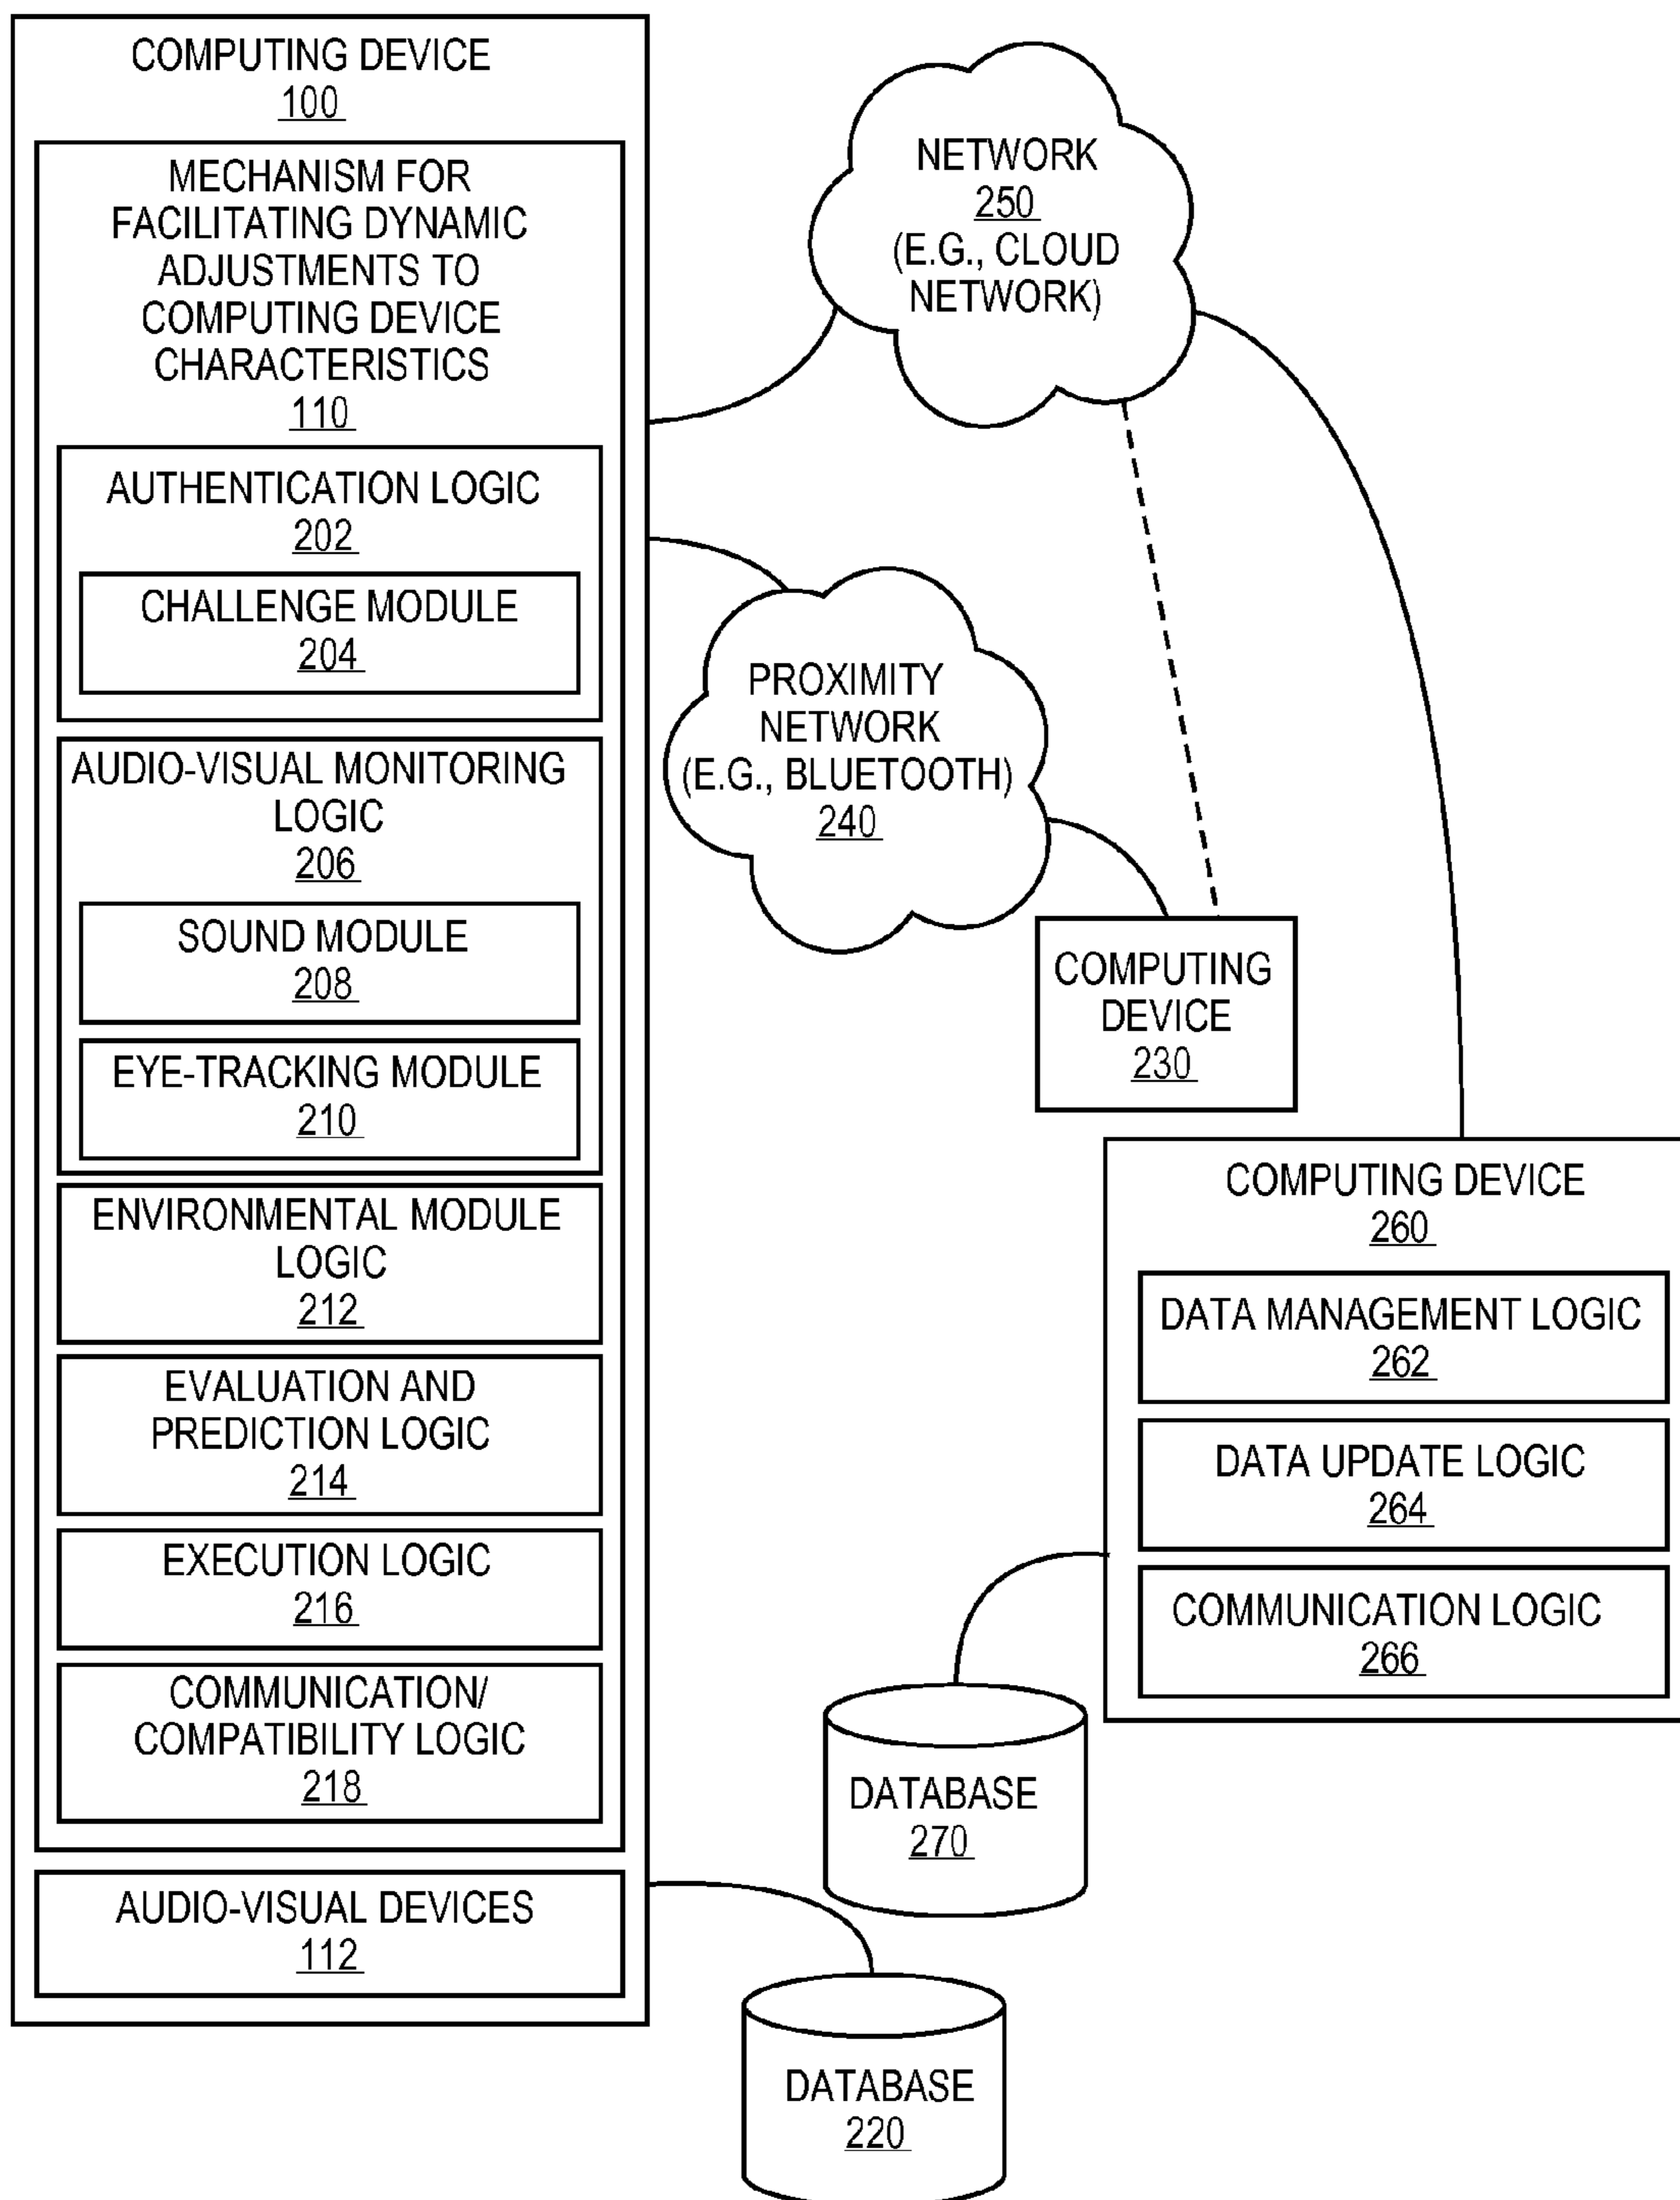 COMPUTING DEVICE
100
MECHANISM FOR
FACILITATING DYNAMIC
ADJUSTMENTS TO
COMPUTING DEVICE
CHARACTERISTICS
110
AUTHENTICATION LOGIC
202
CHALLENGE MODULE
204
AUDIO-VISUAL MONITORING
LOGIC
206
SOUND MODULE
208
EYE-TRACKING MODULE
210
ENVIRONMENTAL MODULE
LOGIC
212
EVALUATION AND
PREDICTION LOGIC
214
EXECUTION LOGIC
216
COMMUNICATION/
COMPATIBILITY LOGIC
218
AUDIO-VISUAL DEVICES
112
NETWORK
250
(E.G., CLOUD
NETWORK)
PROXIMITY
NETWORK
(E.G., BLUETOOTH)
240
COMPUTING
DEVICE
230
COMPUTING DEVICE
260
DATA MANAGEMENT LOGIC
262
DATA UPDATE LOGIC
264
COMMUNICATION LOGIC
266
DATABASE
270
DATABASE
220